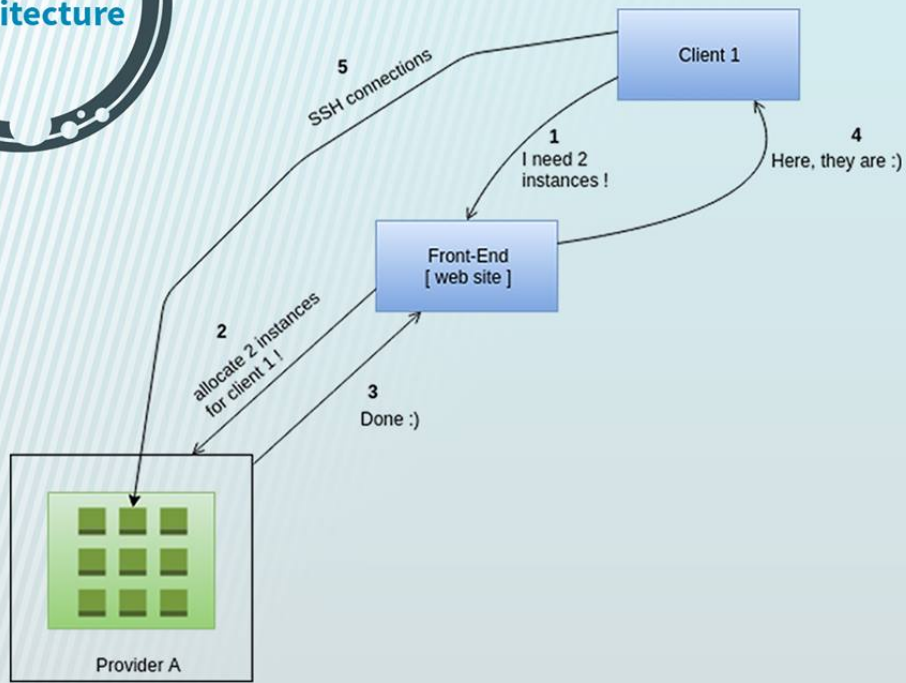 itecture
Client 1
5
SSH connections
1
I need 2
instances !
4
Here, they are :)
Front-End
[ web site ]
2
allocate 2 instances
for client 1 !
3
Done :)
Provider A